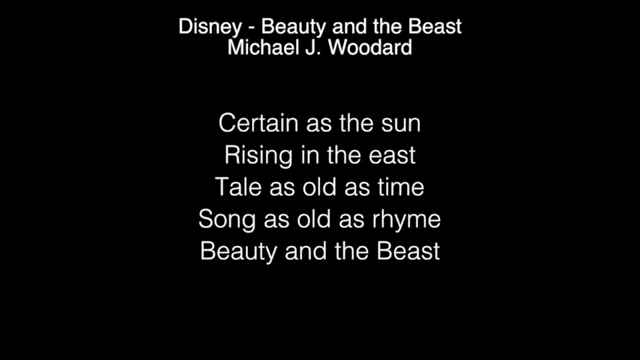 Disney - Beauty and the Beast
Michael J. Woodard
Certain as the sun
Rising in the east
Tale as old as time
Song as old as rhyme
Beauty and the Beast